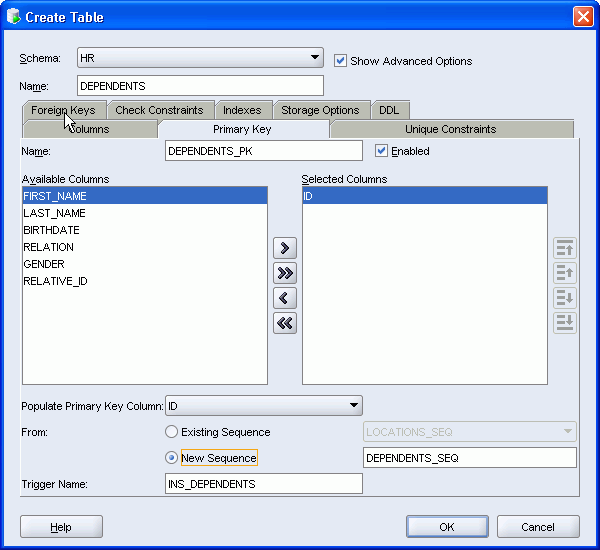 Create Table
Schema: HR Show Advanced Options
Name: DEPENDENTS
Foreign Keys Check Constraints Indexes Storage Options DDL
Columns Primary Key Unique Constraints
Name: DEPENDENTS_PK Enabled
Available Columns Selected Columns
FIRST_NAME ID
LAST_NAME
BIRTHDATE
RELATION
GENDER
RELATIVE_ID
Populate Primary Key Column: ID
From: Existing Sequence LOCATIONS_SEQ
New Sequence DEPENDENTS_SEQ
Trigger Name: INS_DEPENDENTS
Help OK Cancel